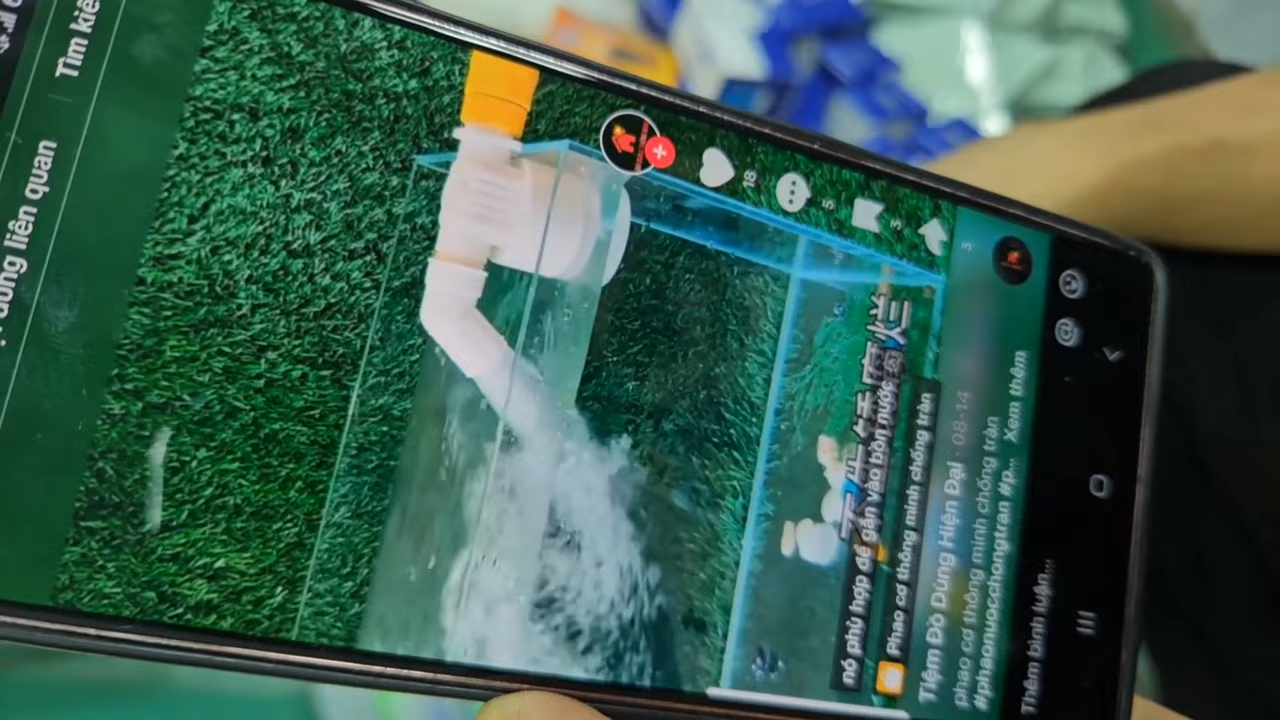 Tìm kiế
dung liên quan
18
5
3
3
nó phù hợp để gắn vào bồn nước
Phao cơ thông minh chống tràn
Tiệm Đồ Dùng Hiện Đại · 08-14
phao cơ thông minh chống tràn
#phaonuocchongtran #p... Xem thêm
Thêm bình luận...